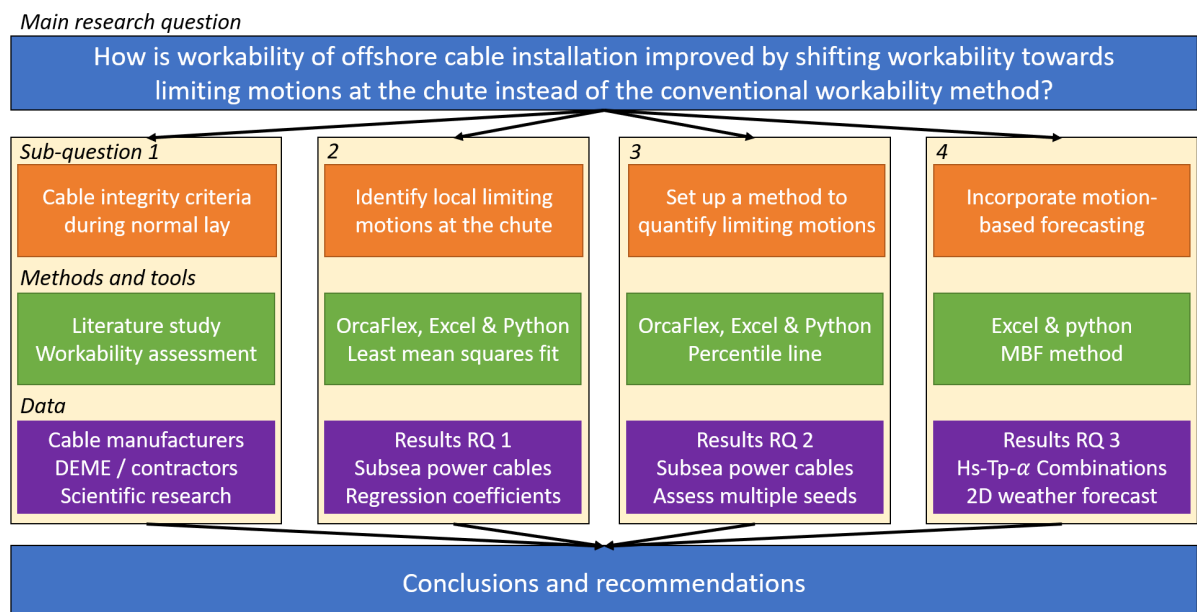 Main research question
How is workability of offshore cable installation improved by shifting workability towards
limiting motions at the chute instead of the conventional workability method?
Sub-question 1
Cable integrity criteria
during normal lay
Methods and tools
Literature study
Workability assessment
Data
Cable manufacturers
DEME / contractors
Scientific research
2
Identify local limiting
motions at the chute
OrcaFlex, Excel & Python
Least mean squares fit
Results RQ 1
Subsea power cables
Regression coefficients
3
Set up a method to
quantify limiting motions
OrcaFlex, Excel & Python
Percentile line
Results RQ 2
Subsea power cables
Assess multiple seeds
4
Incorporate motion-
based forecasting
Excel & python
MBF method
Results RQ 3
Hs-Tp-α Combinations
2D weather forecast
Conclusions and recommendations